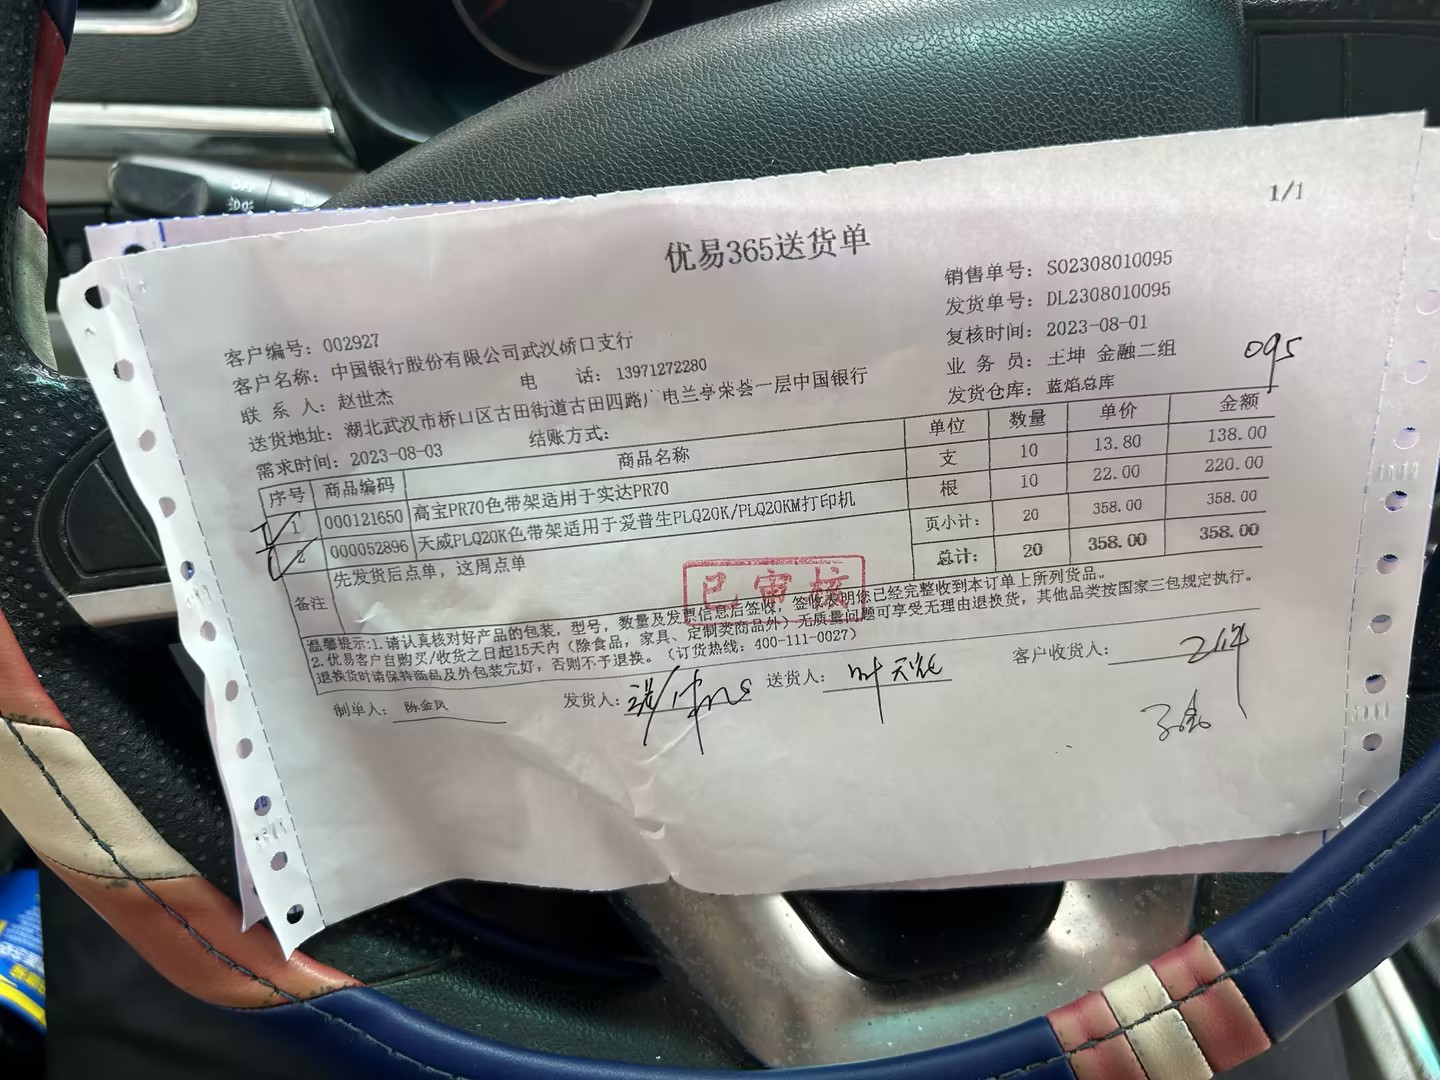 1/1
优易365送货单
销售单号: SO2308010095
发货单号: DL2308010095
复核时间: 2023-08-01
业 务 员: 王坤 金融二组
发货仓库: 蓝焰总库
095
客户编号: 002927
客户名称: 中国银行股份有限公司武汉硚口支行
联 系 人: 赵世杰
电 话: 13971272280
送货地址: 湖北武汉市桥口区古田街道古田四路厂电兰亭荣荟一层中国银行
需求时间: 2023-08-03
结账方式:
序号 商品编码 商品名称 单位 数量 单价 金额
1 000121650 高宝PR70色带架适用于实达PR70 支 10 13.80 138.00
2 000052896 天威PLQ20K色带架适用于爱普生PLQ20K/PLQ20KM打印机 根 10 22.00 220.00
页小计: 20 358.00 358.00
总计: 20 358.00 358.00
备注 先发货后点单，这周点单
已审核
温馨提示:1.请认真核对好产品的包装，型号，数量及发票信息后签收，签收表明您已经完整收到本订单上所列货品。
2.优易客户自购买/收货之日起15天内（除食品，家具、定制类商品外）无质量问题可享受无理由退换货，其他品类按国家三包规定执行。
退换货时请保持商品及外包装完好，否则不予退换。（订货热线：400-111-0027）
制单人: 陈金凤
发货人:
送货人: 叶天
客户收货人: